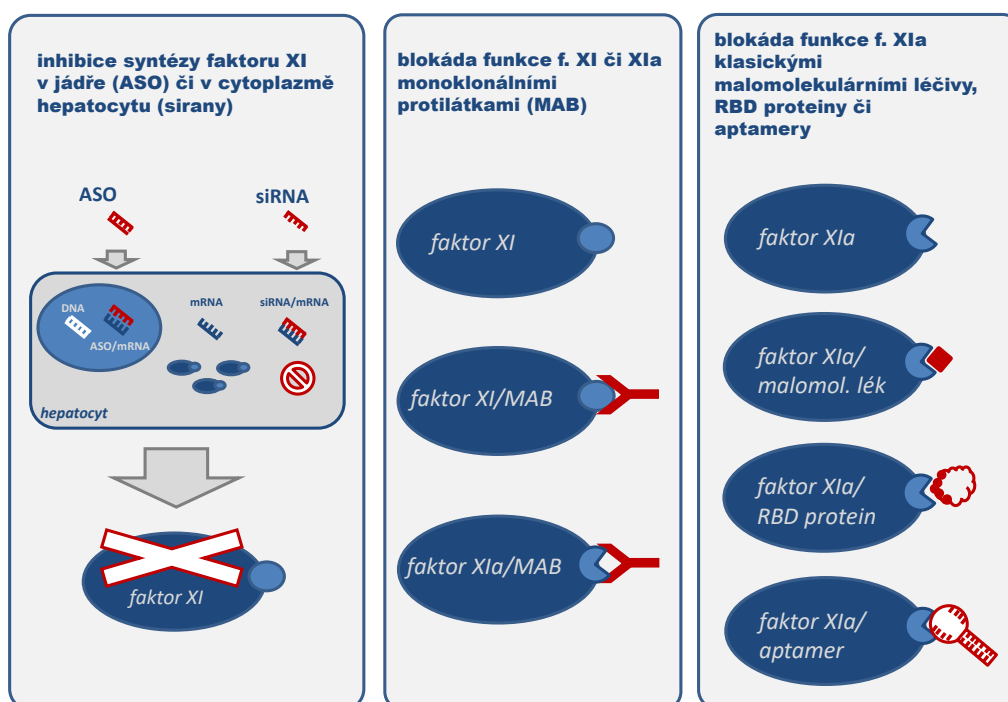 inhibice syntézy faktoru XI
v jádře (ASO) či v cytoplazmě
hepatocytu (sirany)
ASO
siRNA
DNA
ASO/mRNA
mRNA
siRNA/mRNA
hepatocyt
faktor XI
blokáda funkce f. XI či XIa
monoklonálními
protilátkami (MAB)
faktor XI
faktor XI/MAB
faktor XIa/MAB
blokáda funkce f. XIa
klasickými
malomolekulárními léčivy,
RBD proteiny či
aptamery
faktor XIa
faktor XIa/
malomol. lék
faktor XIa/
RBD protein
faktor XIa/
aptamer